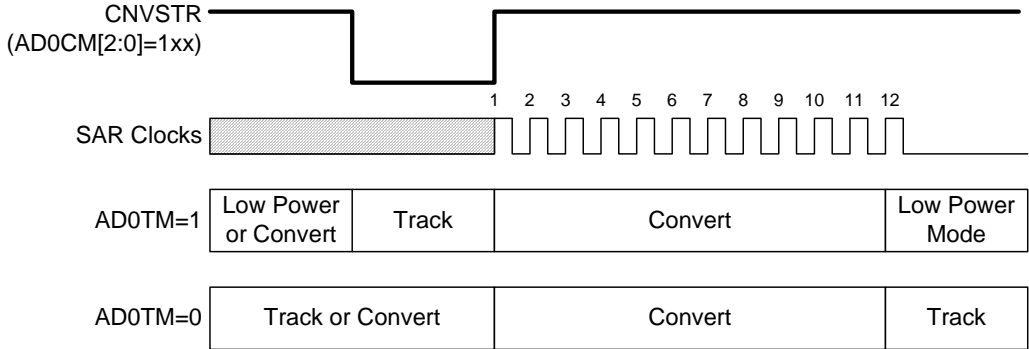 CNVSTR
(AD0CM[2:0]=1xx)
1 2 3 4 5 6 7 8 9 10 11 12
SAR Clocks
AD0TM=1
Low Power
or Convert
Track
Convert
Low Power
Mode
AD0TM=0
Track or Convert
Convert
Track